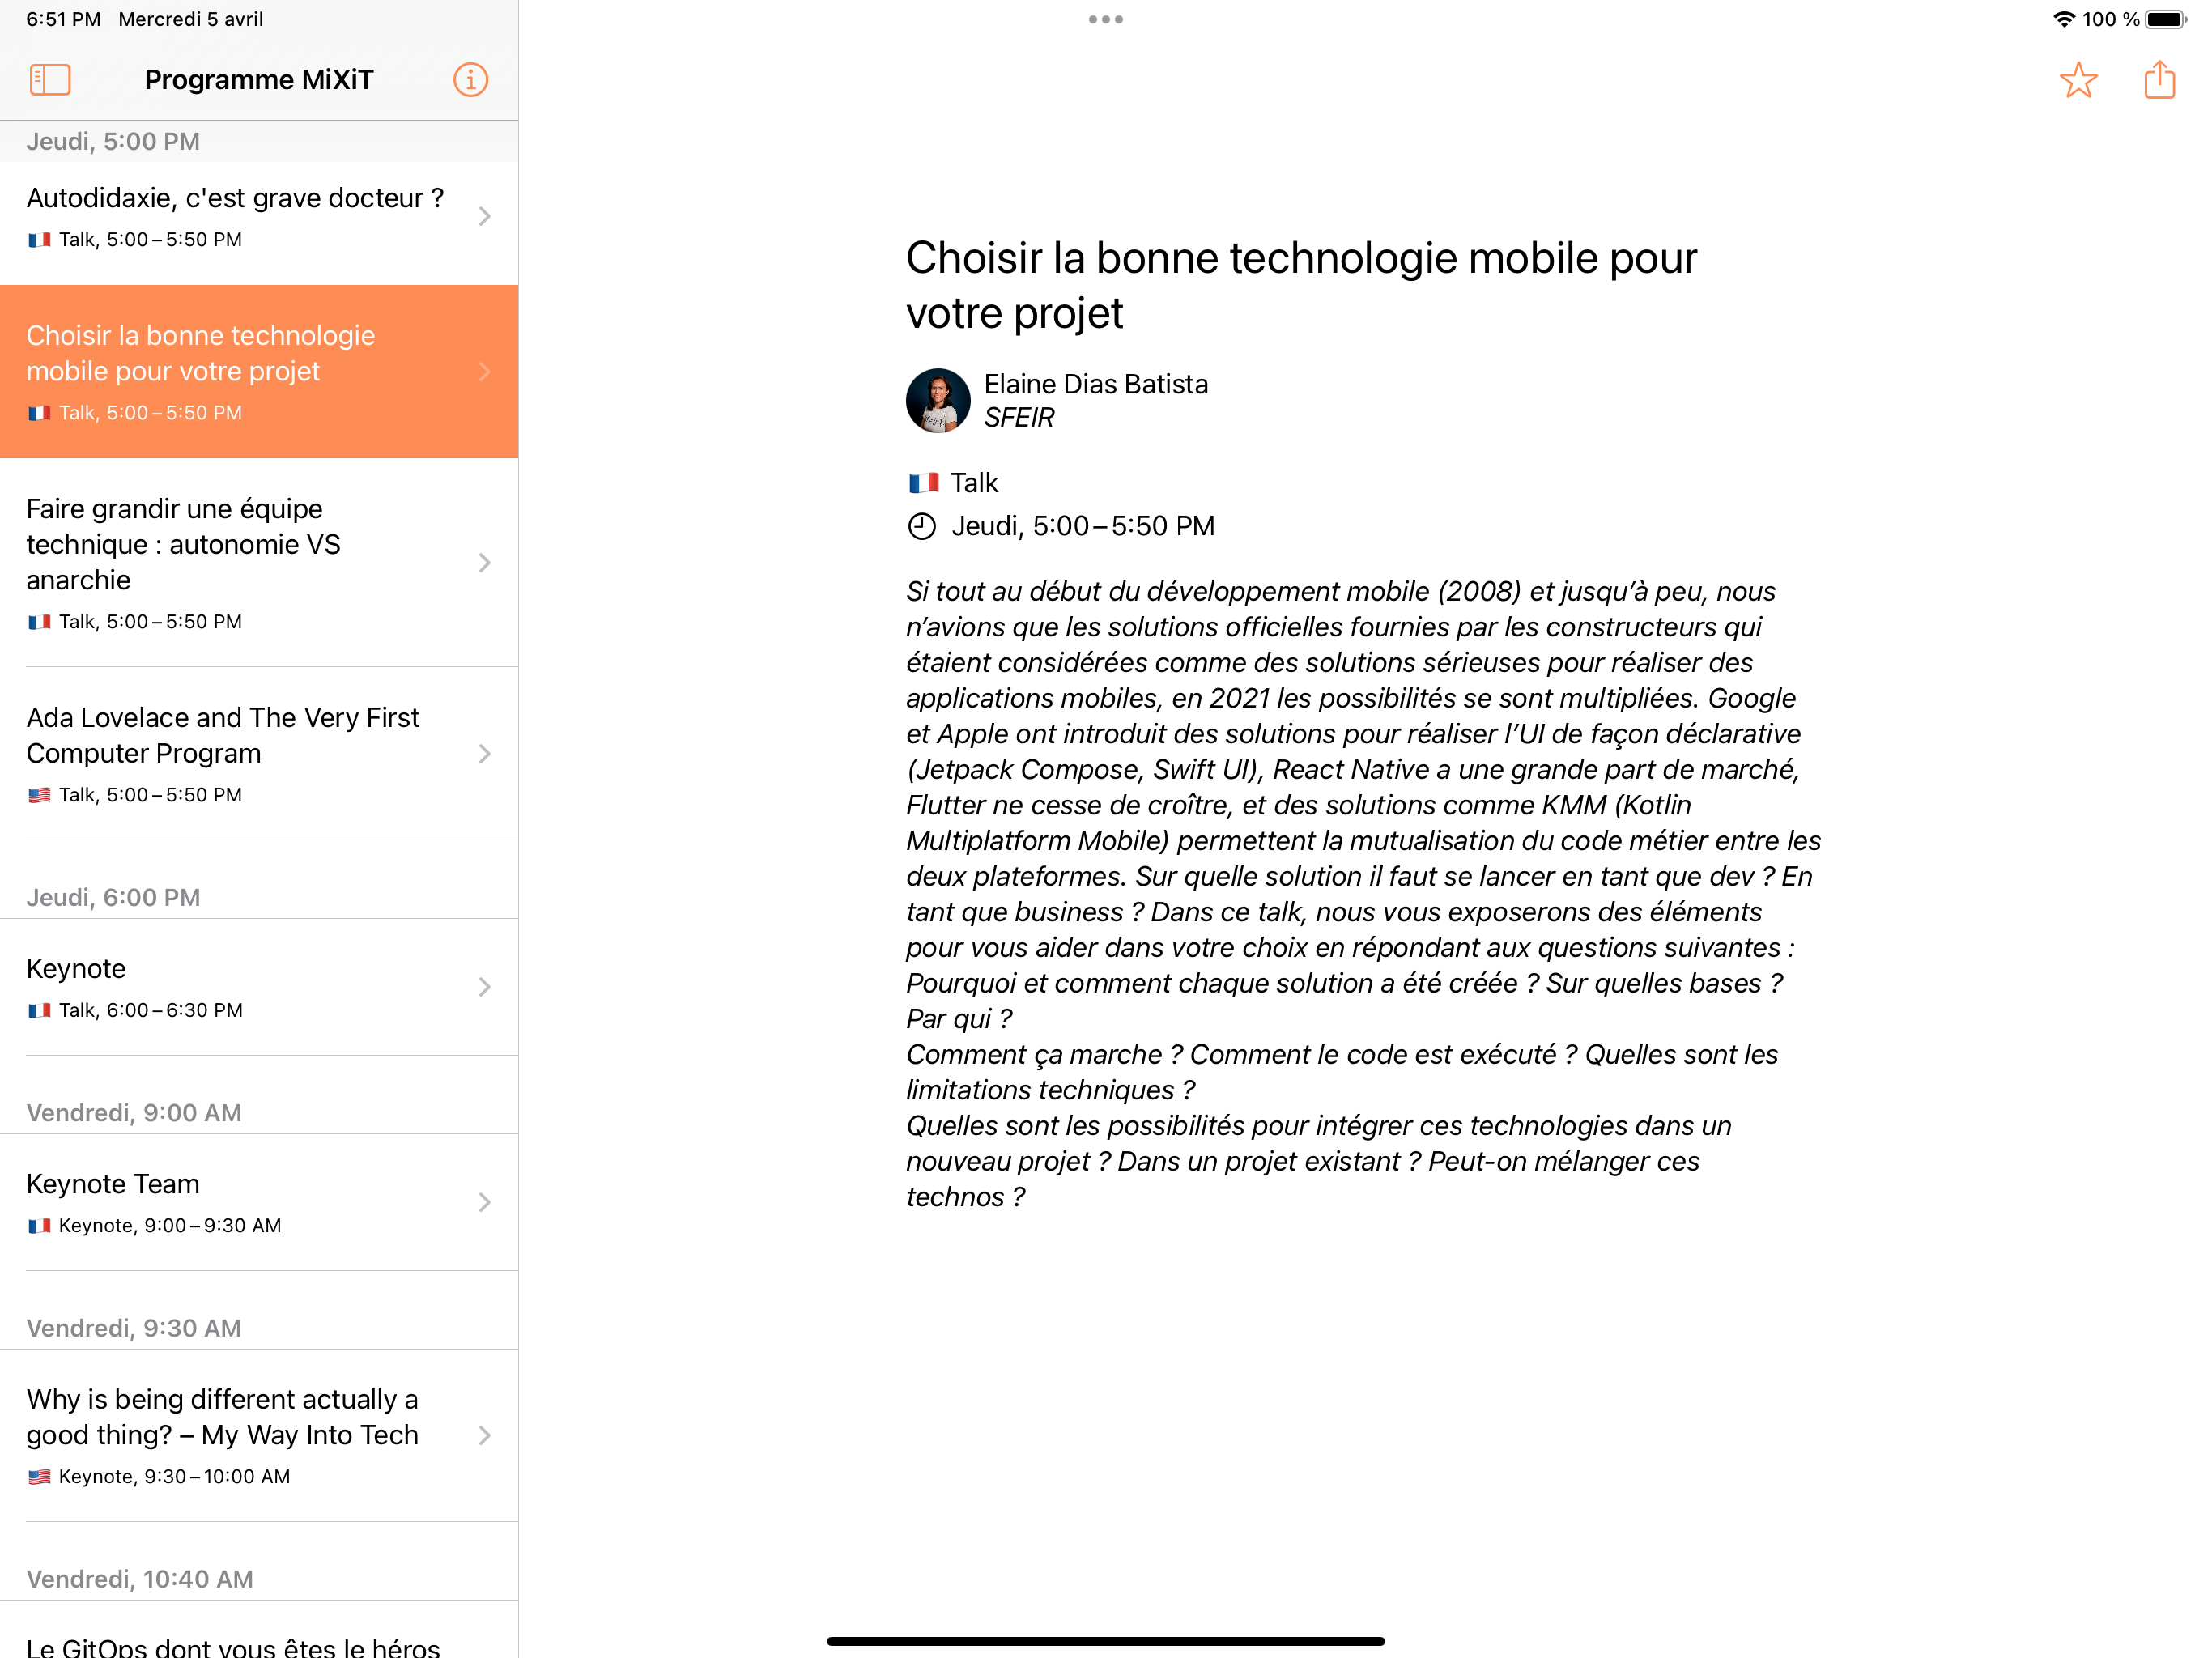 6:51 PM Mercredi 5 avril
100 %
Programme MiXiT
Jeudi, 5:00 PM
Autodidaxie, c'est grave docteur ?
Talk, 5:00 – 5:50 PM
Choisir la bonne technologie
mobile pour votre projet
Talk, 5:00 – 5:50 PM
Faire grandir une équipe
technique : autonomie VS
anarchie
Talk, 5:00 – 5:50 PM
Ada Lovelace and The Very First
Computer Program
Talk, 5:00 – 5:50 PM
Jeudi, 6:00 PM
Keynote
Talk, 6:00 – 6:30 PM
Vendredi, 9:00 AM
Keynote Team
Keynote, 9:00 – 9:30 AM
Vendredi, 9:30 AM
Why is being different actually a
good thing? – My Way Into Tech
Keynote, 9:30 – 10:00 AM
Vendredi, 10:40 AM
Le GitOps dont vous êtes le héros
Choisir la bonne technologie mobile pour
votre projet
Elaine Dias Batista
SFEIR
Talk
Jeudi, 5:00 – 5:50 PM
Si tout au début du développement mobile (2008) et jusqu’à peu, nous
n’avions que les solutions officielles fournies par les constructeurs qui
étaient considérées comme des solutions sérieuses pour réaliser des
applications mobiles, en 2021 les possibilités se sont multipliées. Google
et Apple ont introduit des solutions pour réaliser l’UI de façon déclarative
(Jetpack Compose, Swift UI), React Native a une grande part de marché,
Flutter ne cesse de croître, et des solutions comme KMM (Kotlin
Multiplatform Mobile) permettent la mutualisation du code métier entre les
deux plateformes. Sur quelle solution il faut se lancer en tant que dev ? En
tant que business ? Dans ce talk, nous vous exposerons des éléments
pour vous aider dans votre choix en répondant aux questions suivantes :
Pourquoi et comment chaque solution a été créée ? Sur quelles bases ?
Par qui ?
Comment ça marche ? Comment le code est exécuté ? Quelles sont les
limitations techniques ?
Quelles sont les possibilités pour intégrer ces technologies dans un
nouveau projet ? Dans un projet existant ? Peut-on mélanger ces
technos ?